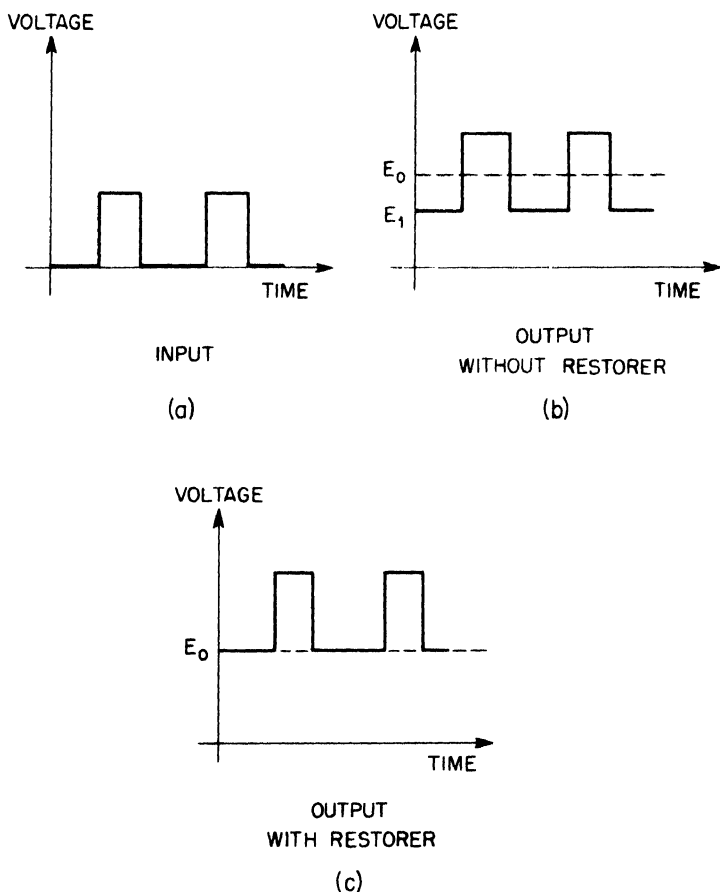 VOLTAGE
TIME
INPUT
(a)
VOLTAGE
E₀
E₁
TIME
OUTPUT
WITHOUT RESTORER
(b)
VOLTAGE
E₀
TIME
OUTPUT
WITH RESTORER
(c)